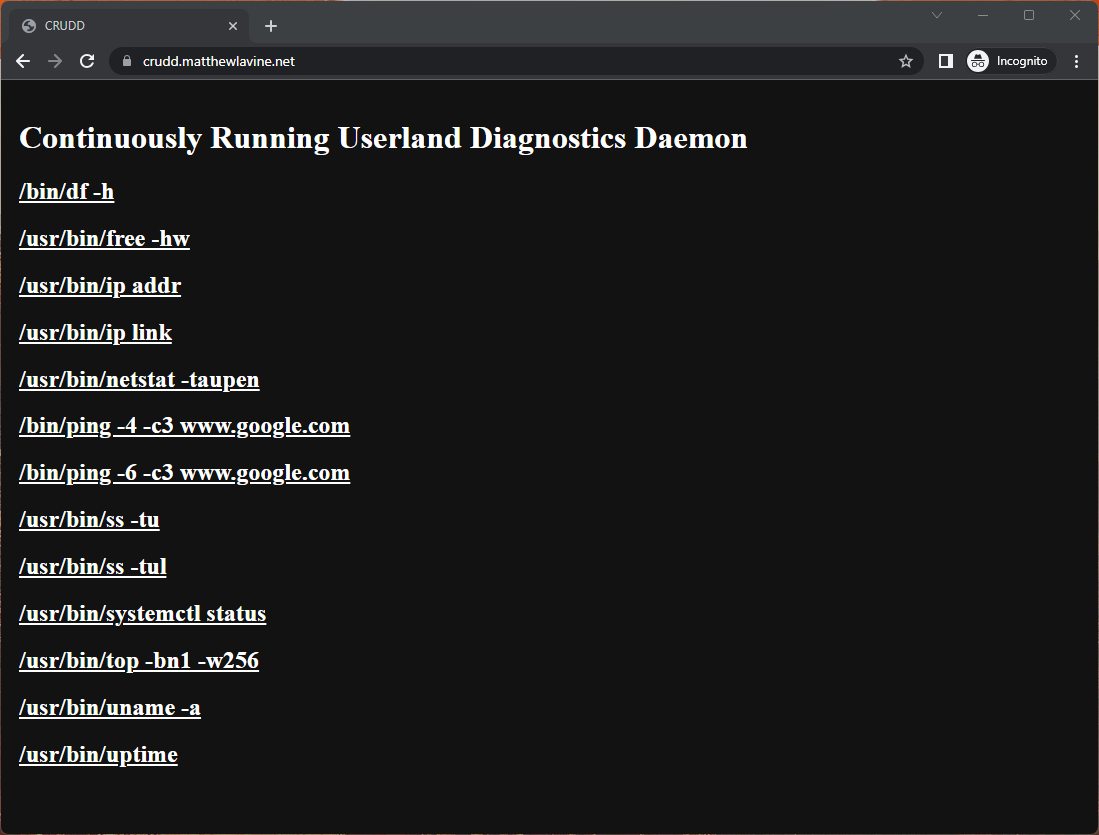 CRUDD
crudd.matthewlavine.net
Incognito
Continuously Running Userland Diagnostics Daemon
/bin/df -h
/usr/bin/free -hw
/usr/bin/ip addr
/usr/bin/ip link
/usr/bin/netstat -taupen
/bin/ping -4 -c3 www.google.com
/bin/ping -6 -c3 www.google.com
/usr/bin/ss -tu
/usr/bin/ss -tul
/usr/bin/systemctl status
/usr/bin/top -bn1 -w256
/usr/bin/uname -a
/usr/bin/uptime